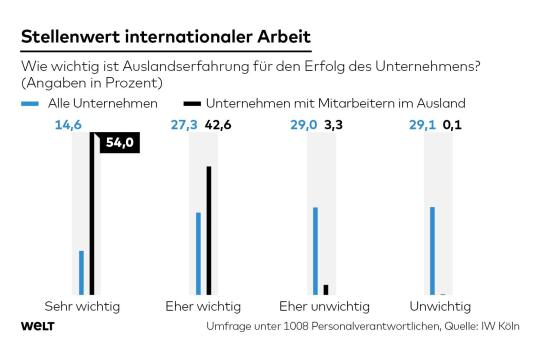 Stellenwert internationaler Arbeit
Wie wichtig ist Auslandserfahrung für den Erfolg des Unternehmens?
(Angaben in Prozent)
Alle Unternehmen Unternehmen mit Mitarbeitern im Ausland
14,6 27,3 42,6 29,0 3,3 29,1 0,1
54,0
Sehr wichtig Eher wichtig Eher unwichtig Unwichtig
WELT Umfrage unter 1008 Personalverantwortlichen, Quelle: IW Köln